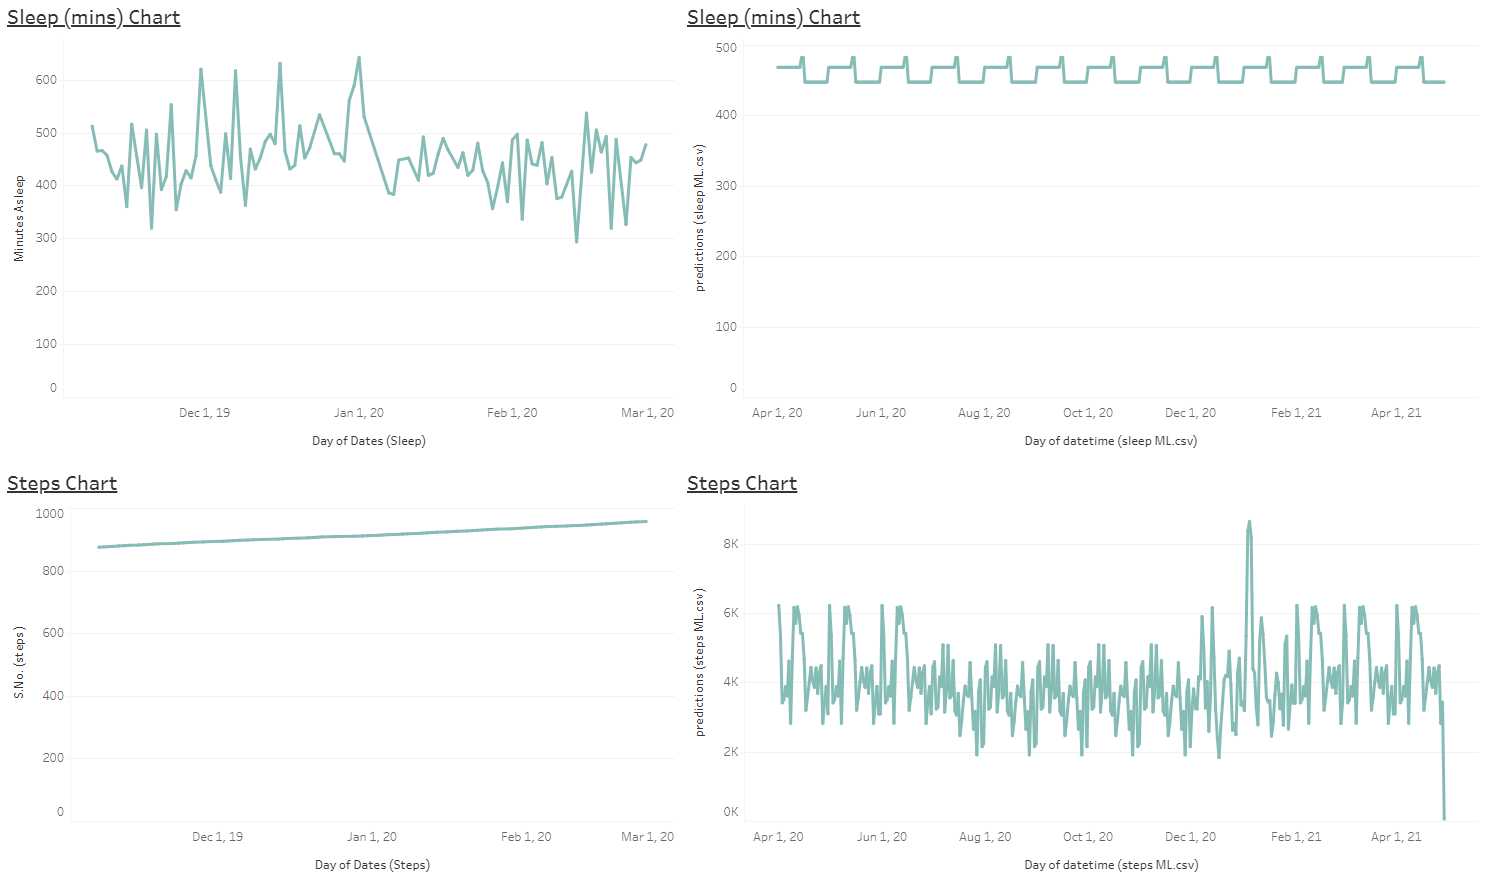 Sleep (mins) Chart
600
500
400
300
200
100
0
Minutes Asleep
Dec 1, 19
Jan 1, 20
Feb 1, 20
Mar 1, 20
Day of Dates (Sleep)
Sleep (mins) Chart
500
400
300
200
100
0
predictions (sleep ML.csv)
Apr 1, 20
Jun 1, 20
Aug 1, 20
Oct 1, 20
Dec 1, 20
Feb 1, 21
Apr 1, 21
Day of datetime (sleep ML.csv)
Steps Chart
1000
800
600
400
200
0
S.No. (steps)
Dec 1, 19
Jan 1, 20
Feb 1, 20
Mar 1, 20
Day of Dates (Steps)
Steps Chart
8K
6K
4K
2K
0K
predictions (steps ML.csv)
Apr 1, 20
Jun 1, 20
Aug 1, 20
Oct 1, 20
Dec 1, 20
Feb 1, 21
Apr 1, 21
Day of datetime (steps ML.csv)